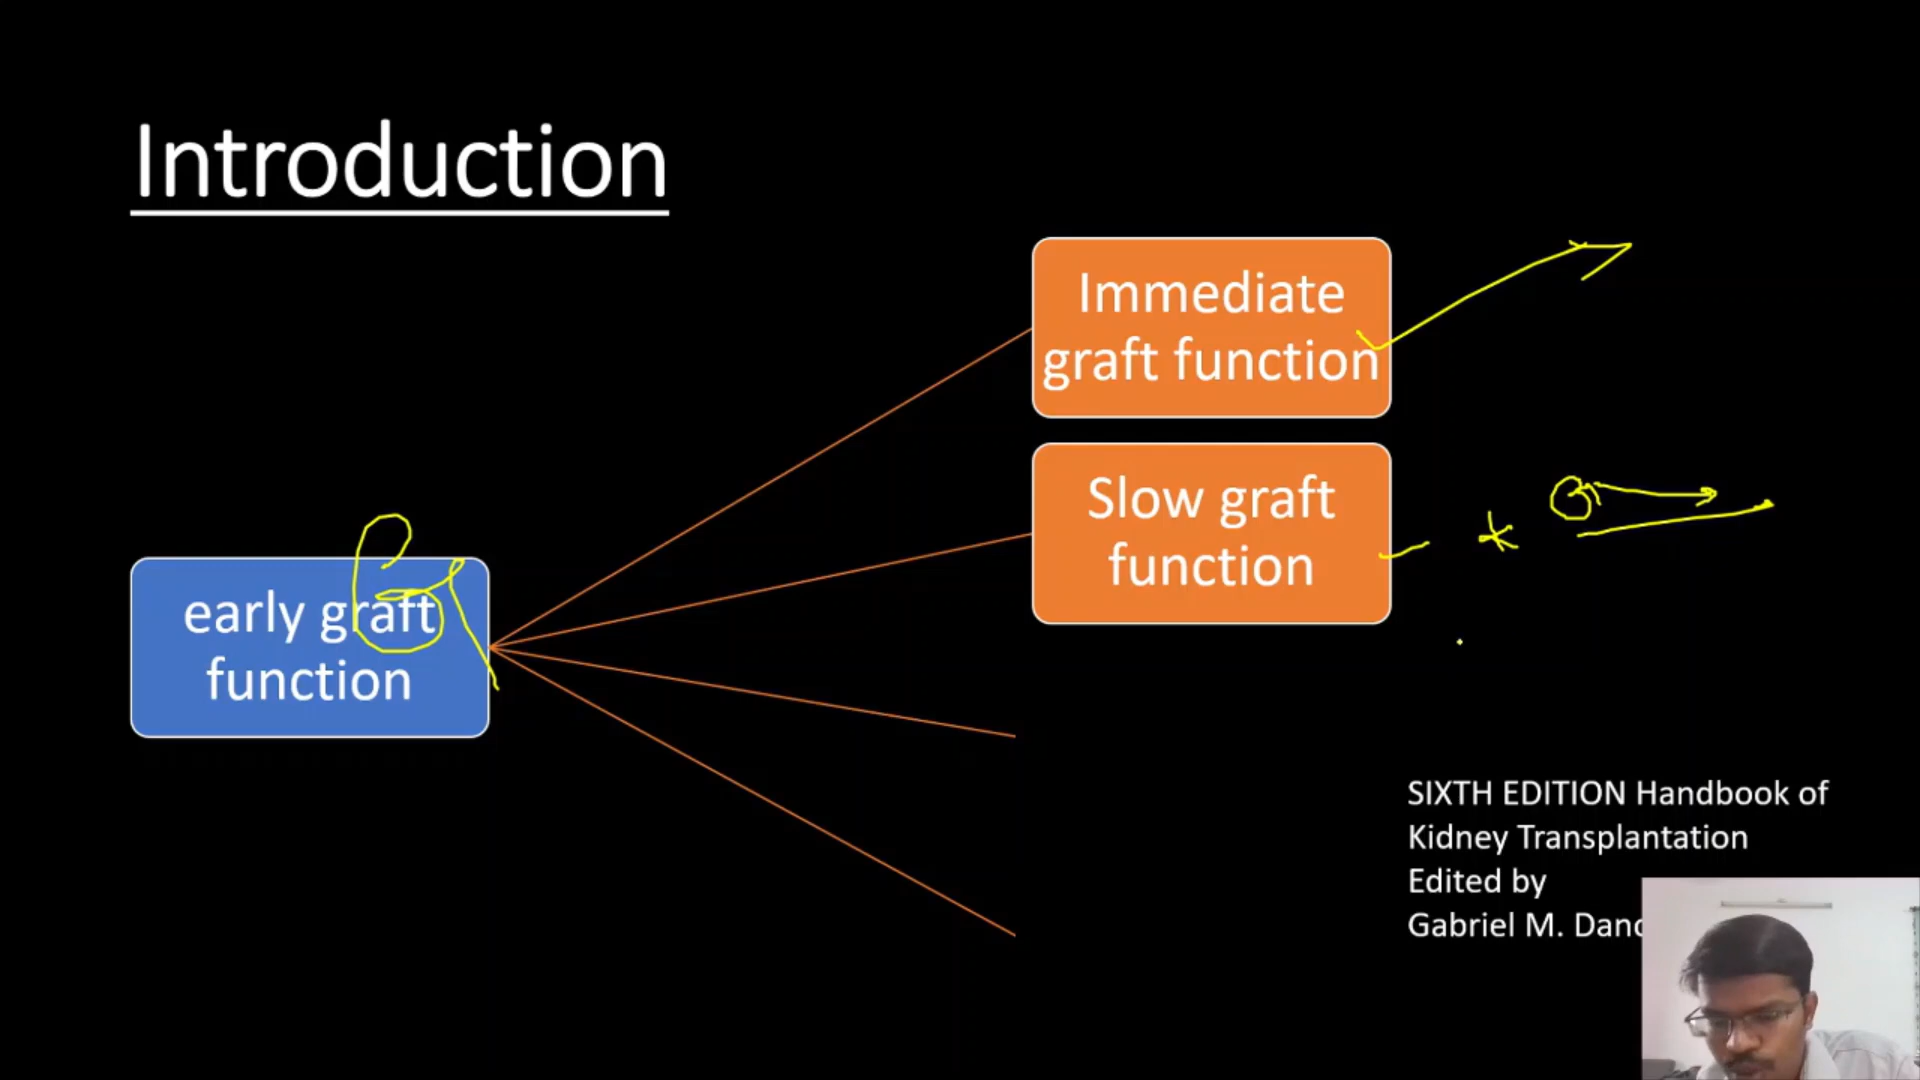 Introduction
Immediate
graft function
Slow graft
function
early graft
function
SIXTH EDITION Handbook of
Kidney Transplantation
Edited by
Gabriel M.